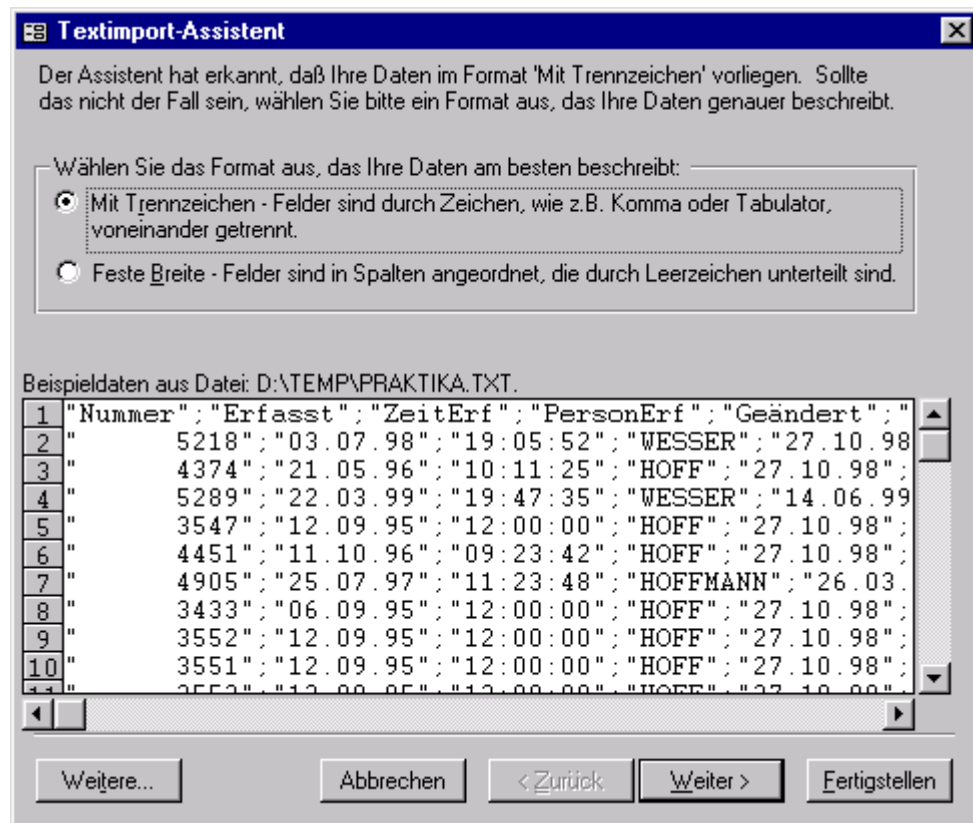 Textimport-Assistent
Der Assistent hat erkannt, daß Ihre Daten im Format 'Mit Trennzeichen' vorliegen.  Sollte
das nicht der Fall sein, wählen Sie bitte ein Format aus, das Ihre Daten genauer beschreibt.
Wählen Sie das Format aus, das Ihre Daten am besten beschreibt:
Mit Trennzeichen - Felder sind durch Zeichen, wie z.B. Komma oder Tabulator,
voneinander getrennt.
Feste Breite - Felder sind in Spalten angeordnet, die durch Leerzeichen unterteilt sind.
Beispieldaten aus Datei: D:\TEMP\PRAKTIKA.TXT.
1 "Nummer";"Erfasst";"ZeitErf";"PersonErf";"Geändert";"
2 "      5218";"03.07.98";"19:05:52";"WESSER";"27.10.98
3 "      4374";"21.05.96";"10:11:25";"HOFF";"27.10.98";
4 "      5289";"22.03.99";"19:47:35";"WESSER";"14.06.99
5 "      3547";"12.09.95";"12:00:00";"HOFF";"27.10.98";
6 "      4451";"11.10.96";"09:23:42";"HOFF";"27.10.98";
7 "      4905";"25.07.97";"11:23:48";"HOFFMANN";"26.03.
8 "      3433";"06.09.95";"12:00:00";"HOFF";"27.10.98";
9 "      3552";"12.09.95";"12:00:00";"HOFF";"27.10.98";
10 "      3551";"12.09.95";"12:00:00";"HOFF";"27.10.98";
Weitere... Abbrechen < Zurück Weiter > Fertigstellen